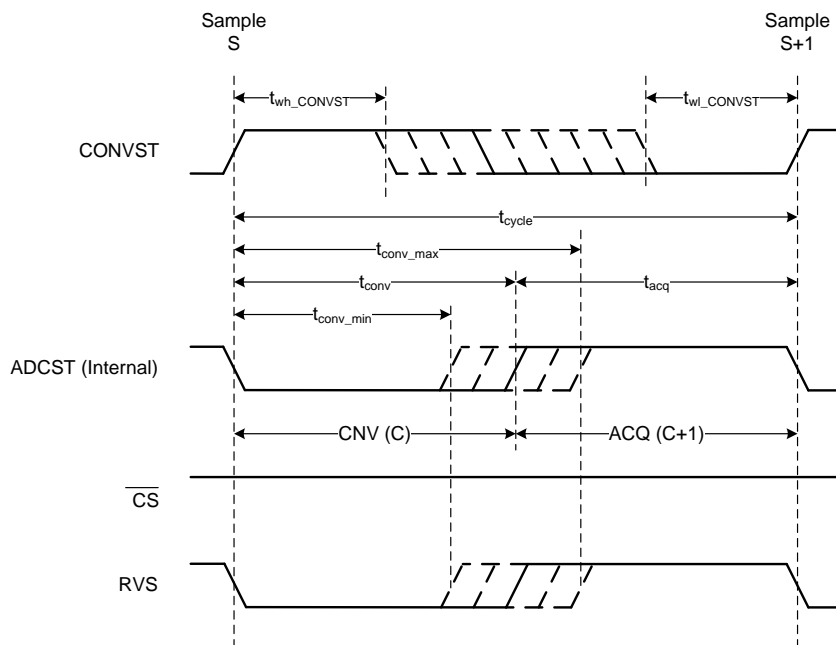 Sample
S
Sample
S+1
twh_CONVST
twl_CONVST
CONVST
tcycle
tconv_max
tconv
tacq
tconv_min
ADCST (Internal)
CNV (C)
ACQ (C+1)
CS
RVS